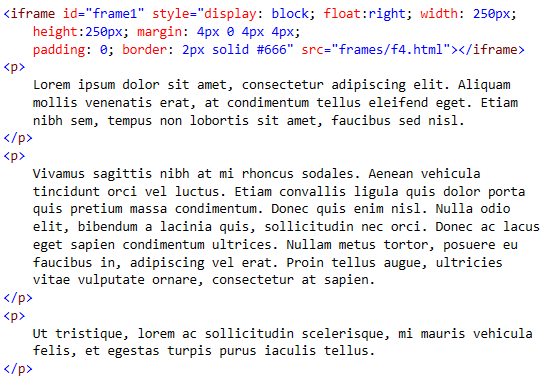 <iframe id="frame1" style="display: block; float:right; width: 250px;
height:250px; margin: 4px 0 4px 4px;
padding: 0; border: 2px solid #666" src="frames/f4.html"></iframe>
<p>
Lorem ipsum dolor sit amet, consectetur adipiscing elit. Aliquam
mollis venenatis erat, at condimentum tellus eleifend eget. Etiam
nibh sem, tempus non lobortis sit amet, faucibus sed nisl.
</p>
<p>
Vivamus sagittis nibh at mi rhoncus sodales. Aenean vehicula
tincidunt orci vel luctus. Etiam convallis ligula quis dolor porta
quis pretium massa condimentum. Donec quis enim nisl. Nulla odio
elit, bibendum a lacinia quis, sollicitudin nec orci. Donec ac lacus
eget sapien condimentum ultrices. Nullam metus tortor, posuere eu
faucibus in, adipiscing vel erat. Proin tellus augue, ultricies
vitae vulputate ornare, consectetur at sapien.
</p>
<p>
Ut tristique, lorem ac sollicitudin scelerisque, mi mauris vehicula
felis, et egestas turpis purus iaculis tellus.
</p>